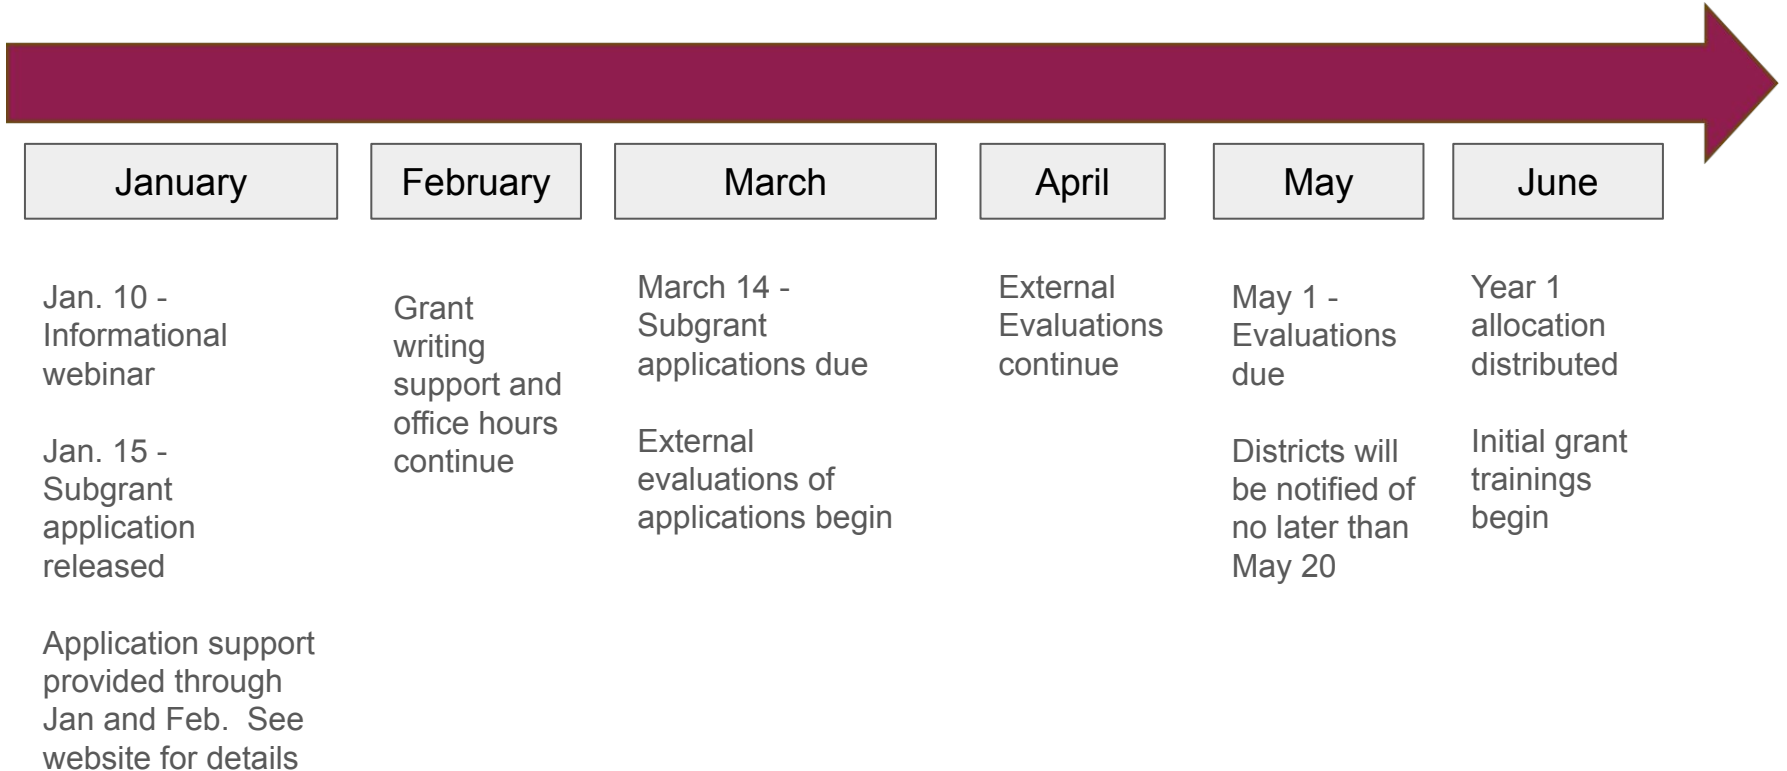 January
February
March
April
May
June
Jan. 10 -
Informational
webinar
Jan. 15 -
Subgrant
application
released
Application support
provided through
Jan and Feb.  See
website for details
Grant
writing
support and
office hours
continue
March 14 -
Subgrant
applications due
External
evaluations of
applications begin
External
Evaluations
continue
May 1 -
Evaluations
due
Districts will
be notified of
no later than
May 20
Year 1
allocation
distributed
Initial grant
trainings
begin